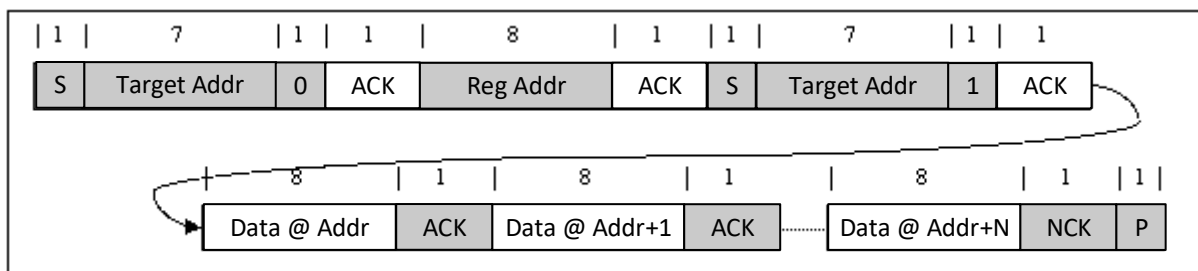 | 1 | 7 | 1 | 1 | 8 | 1 | 1 | 7 | 1 | 1
S Target Addr 0 ACK Reg Addr ACK S Target Addr 1 ACK
| 8 | 1 | 8 | 1 | 8 | 1 | 1 |
Data @ Addr ACK Data @ Addr+1 ACK Data @ Addr+N NCK P